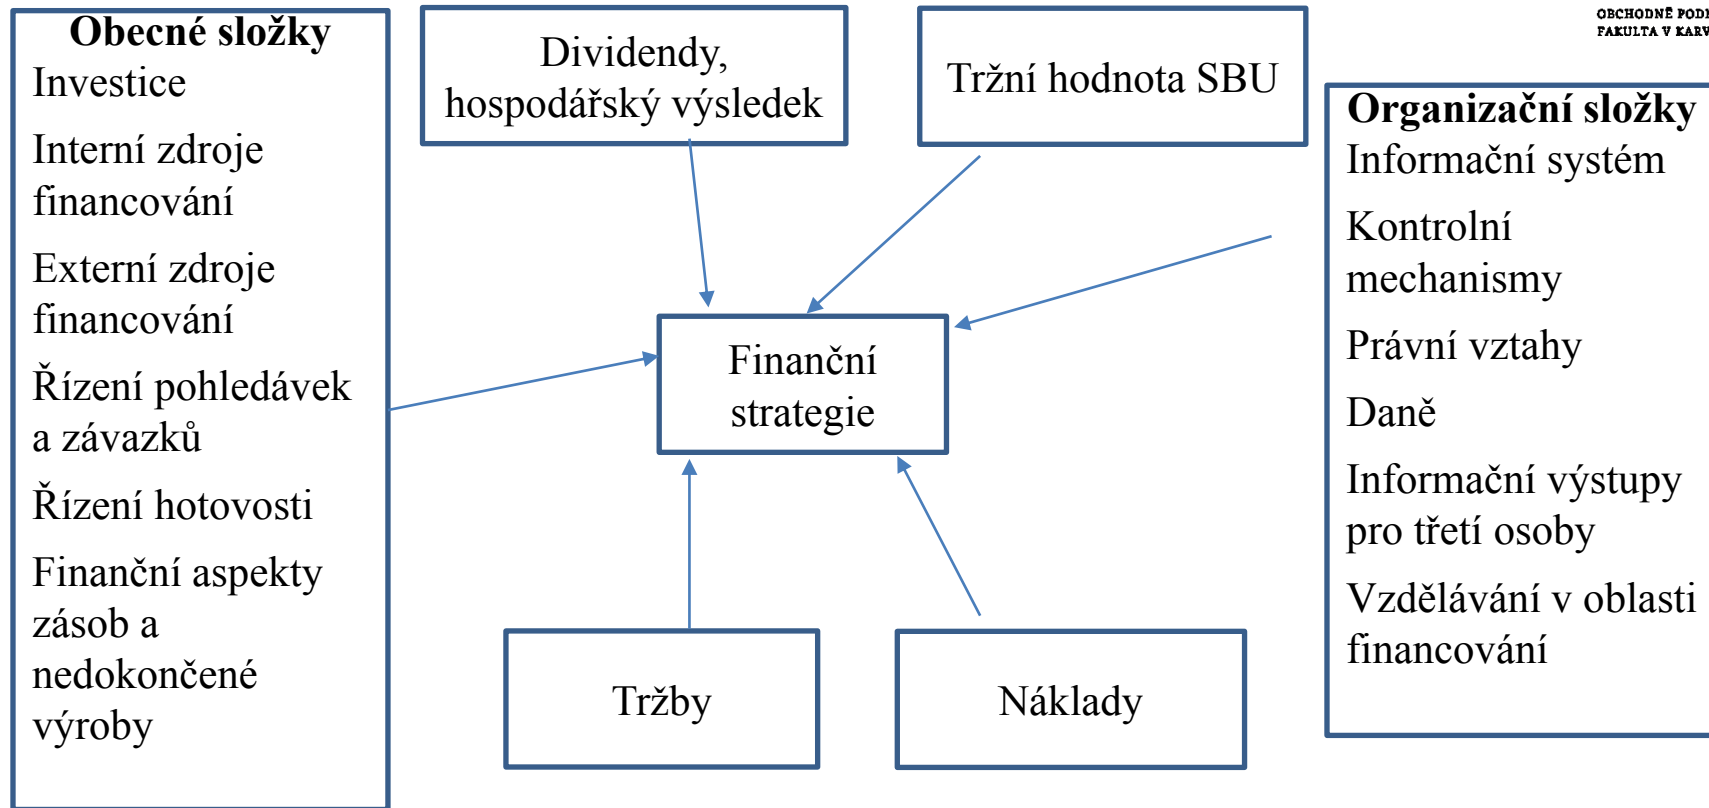 Obecné složky
Investice
Interní zdroje
financování
Externí zdroje
financování
Řízení pohledávek
a závazků
Řízení hotovosti
Finanční aspekty
zásob a
nedokončené
výroby
Dividendy,
hospodářský výsledek
Tržní hodnota SBU
Finanční
strategie
Tržby
Náklady
OBCHODNĚ
FAKULTA V
Organizační složky
Informační systém
Kontrolní
mechanismy
Právní vztahy
Daně
Informační výstupy
pro třetí osoby
Vzdělávání v oblasti
financování